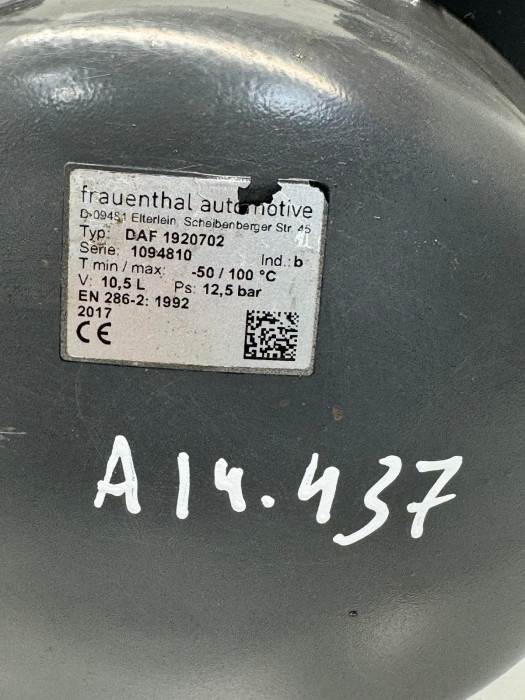 frauenthal automotive
D-09481 Elterlein, Scheibenberger Str. 45
Typ: DAF 1920702
Serie: 1094810 Ind.: b
T min / max: -50 / 100 °C
V: 10,5 L Ps: 12,5 bar
EN 286-2: 1992
2017
CE
A14.437